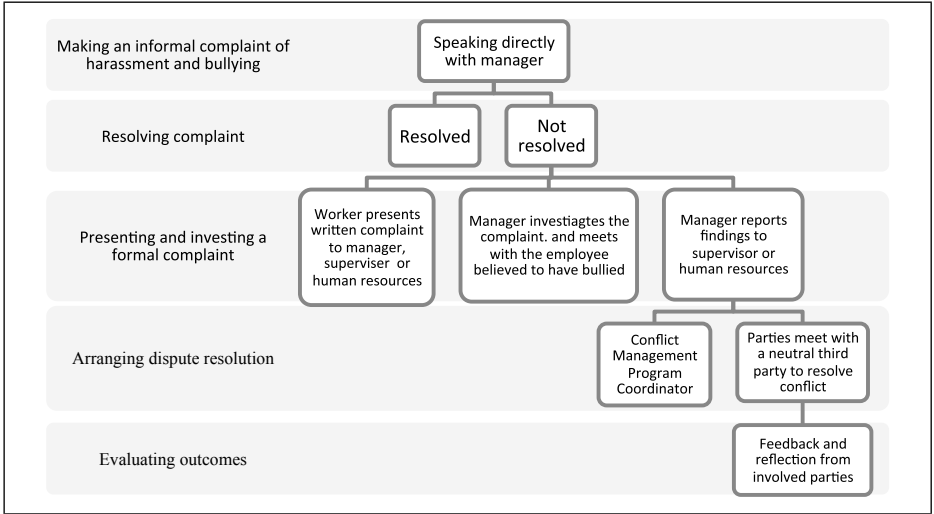 Making an informal complaint of
harassment and bullying
Speaking directly
with manager
Resolving complaint
Resolved
Not
resolved
Presenting and investing a
formal complaint
Worker presents
written complaint
to manager,
superviser or
human resources
Manager investiagtes the
complaint. and meets
with the employee
believed to have bullied
Manager reports
findings to
supervisor or
human resources
Arranging dispute resolution
Conflict
Management
Program
Coordinator
Parties meet with
a neutral third
party to resolve
conflict
Evaluating outcomes
Feedback and
reflection from
involved parties